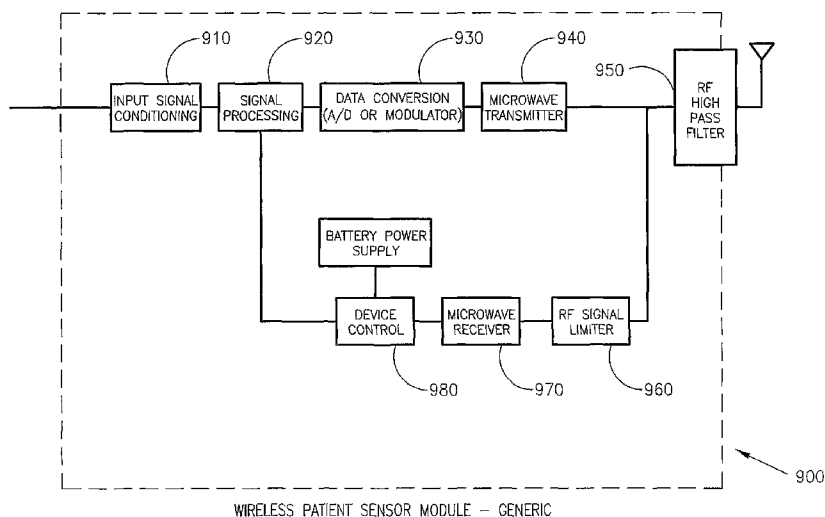 910
920
930
940
950
INPUT SIGNAL
CONDITIONING
SIGNAL
PROCESSING
DATA CONVERSION
(A/D OR MODULATOR)
MICROWAVE
TRANSMITTER
RF
HIGH
PASS
FILTER
BATTERY POWER
SUPPLY
DEVICE
CONTROL
MICROWAVE
RECEIVER
RF SIGNAL
LIMITER
980
970
960
900
WIRELESS PATIENT SENSOR MODULE – GENERIC